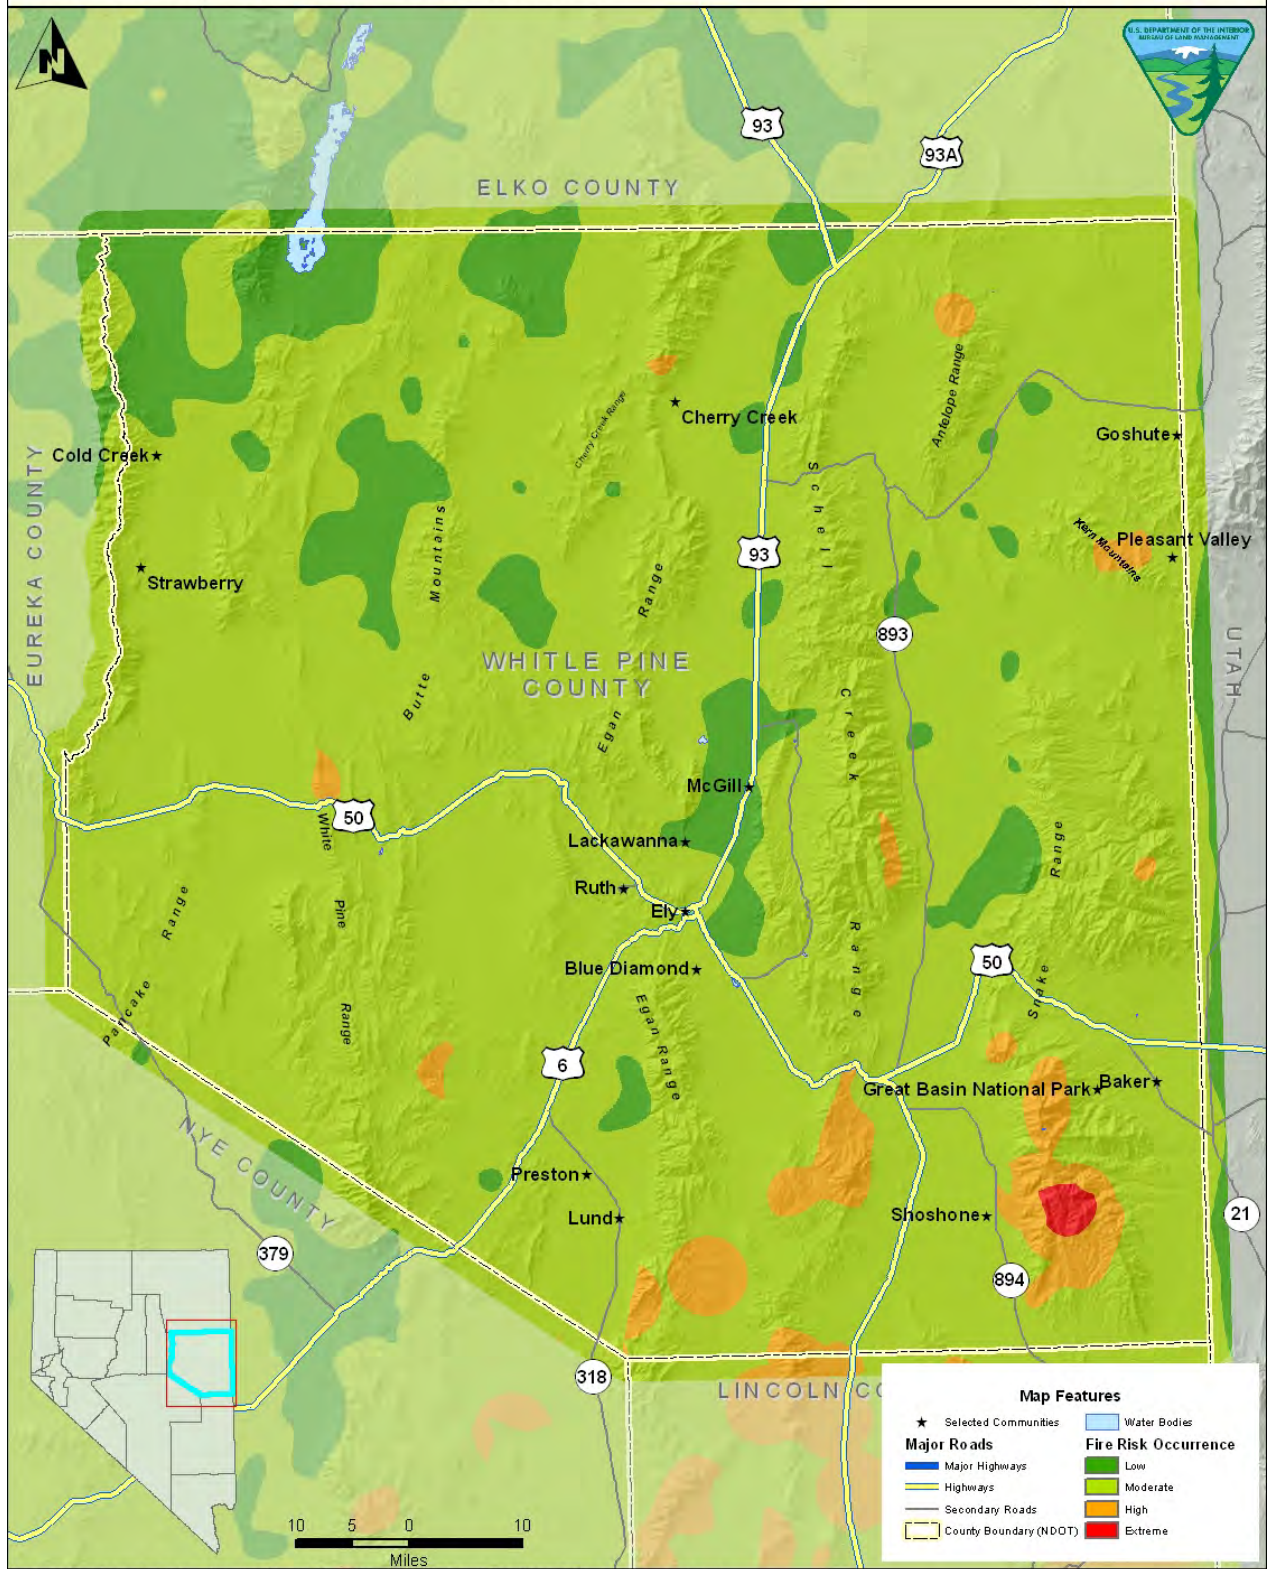 N
U.S. DEPARTMENT OF THE INTERIOR
BUREAU OF LAND MANAGEMENT
93
93A
ELKO COUNTY
Antelope Range
Cherry Creek Range
Cherry Creek
Goshute
Cold Creek
EUREKA COUNTY
Schell
Creek
Range
Kern Mountains
Pleasant Valley
93
Strawberry
Butte
Mountains
Egan
Range
893
WHITLE PINE
COUNTY
UTAH
McGill
50
White
Pine
Range
Lackawanna
Ruth
Ely
Pancake
Range
Snake
Range
Blue Diamond
50
Egan Range
6
Great Basin National Park
Baker
NYE COUNTY
Preston
Lund
Shoshone
21
379
894
318
LINCOLN CO
Map Features
Selected Communities
Water Bodies
Major Roads
Fire Risk Occurrence
Major Highways
Low
Highways
Moderate
Secondary Roads
High
County Boundary (NDOT)
Extreme
10 5 0 10
Miles